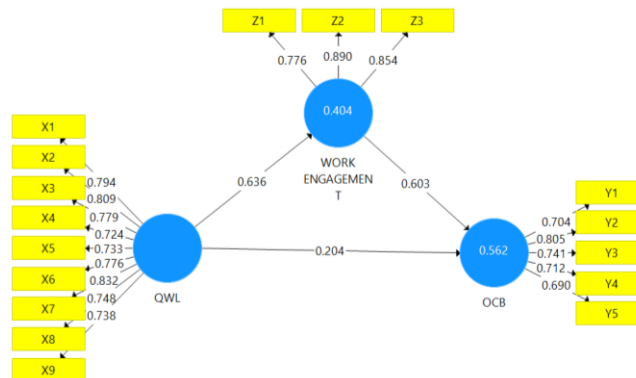 Z1 Z2 Z3
0.776 0.890 0.854
0.404
WORK
ENGAGEMEN
T
X1
X2
X3
X4
X5
X6
X7
X8
X9
0.794
0.809
0.779
0.724
0.733
0.776
0.832
0.748
0.738
QWL
0.636
0.603
0.204
0.562
OCB
0.704
0.805
0.741
0.712
0.690
Y1
Y2
Y3
Y4
Y5